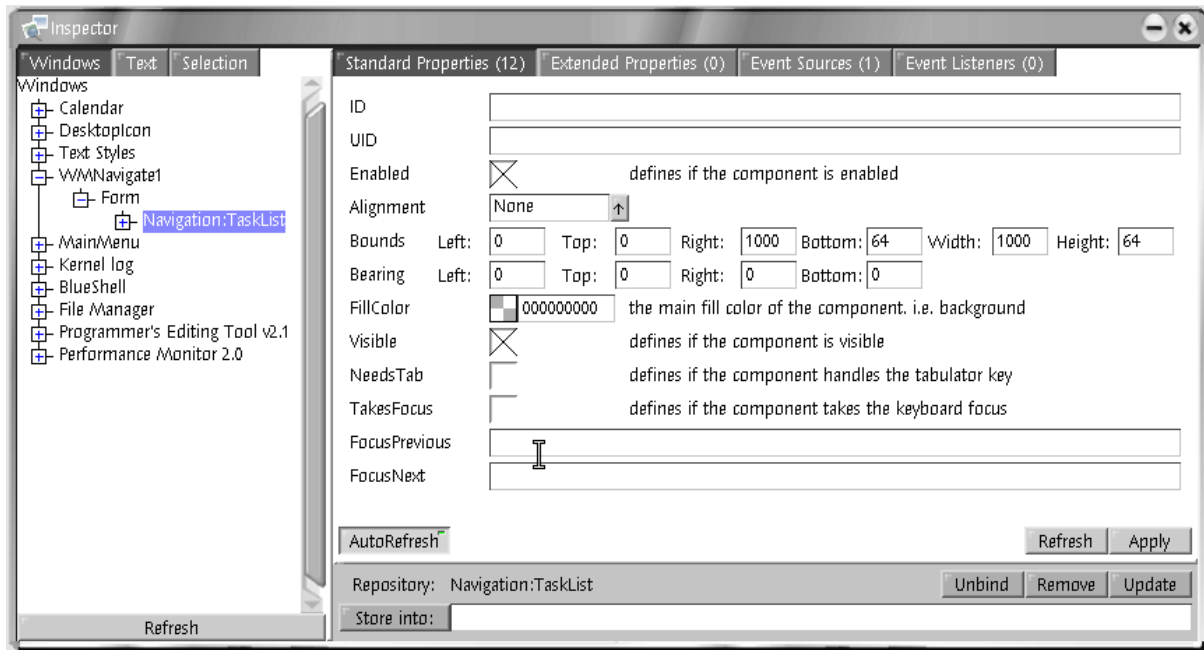 Inspector
Windows Text Selection
Standard Properties (12) Extended Properties (0) Event Sources (1) Event Listeners (0)
Windows
Calendar
DesktopIcon
Text Styles
WMNavigate1
Form
Navigation:TaskList
MainMenu
Kernel log
BlueShell
File Manager
Programmer's Editing Tool v2.1
Performance Monitor 2.0
Refresh
ID
UID
Enabled defines if the component is enabled
Alignment None
Bounds Left: 0 Top: 0 Right: 1000 Bottom: 64 Width: 1000 Height: 64
Bearing Left: 0 Top: 0 Right: 0 Bottom: 0
FillColor 000000000 the main fill color of the component. i.e. background
Visible defines if the component is visible
NeedsTab defines if the component handles the tabulator key
TakesFocus defines if the component takes the keyboard focus
FocusPrevious
FocusNext
AutoRefresh Refresh Apply
Repository: Navigation:TaskList Unbind Remove Update
Store into: